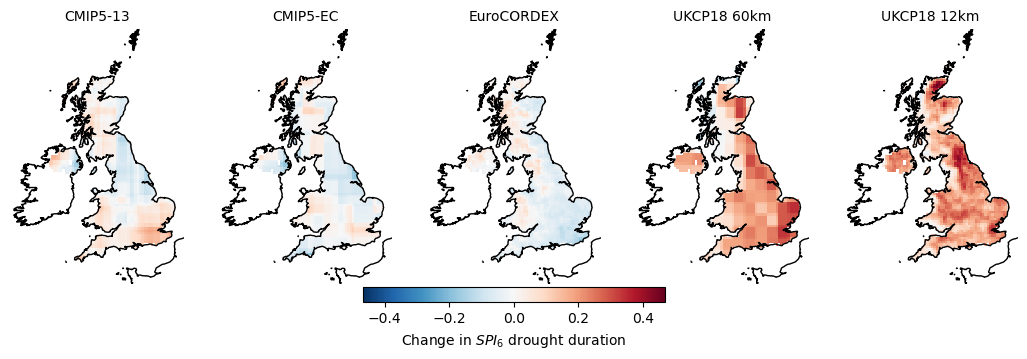 CMIP5-13 CMIP5-EC EuroCORDEX UKCP18 60km UKCP18 12km
−0.4 −0.2 0.0 0.2 0.4
Change in SPI₆ drought duration